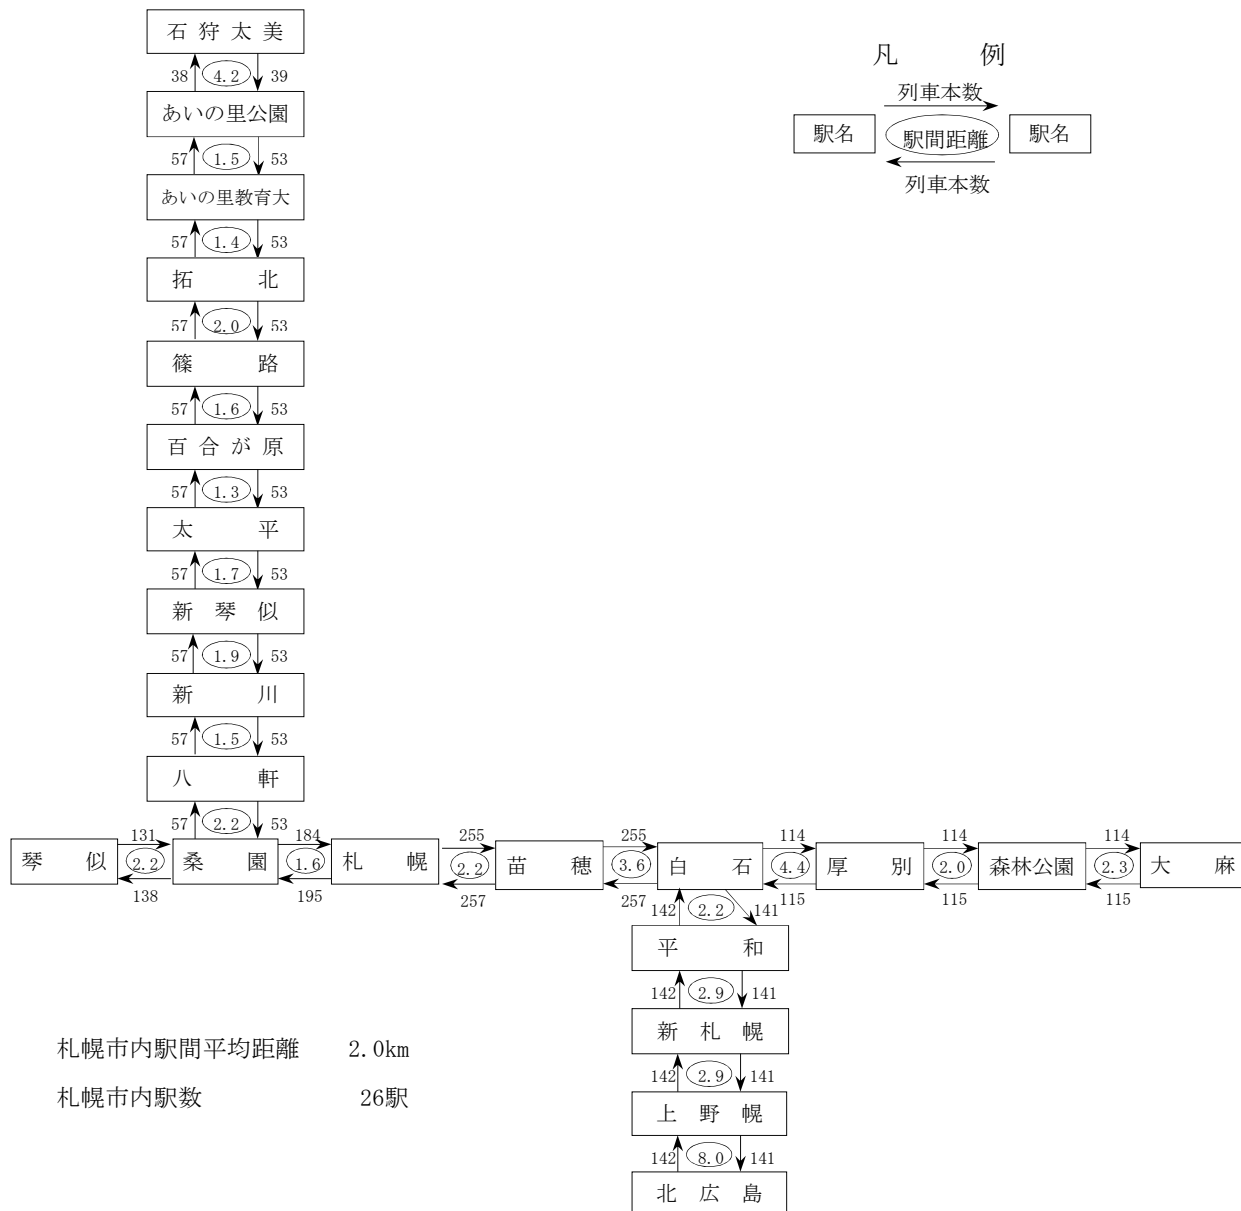 石狩太美
38 4.2 39
あいの里公園
57 1.5 53
あいの里教育大
57 1.4 53
拓北
57 2.0 53
篠路
57 1.6 53
百合が原
57 1.3 53
太平
57 1.7 53
新琴似
57 1.9 53
新川
57 1.5 53
八軒
57 2.2 53
凡例
列車本数
駅名 駅間距離 駅名
列車本数
131 184 255 255 114 114 114
琴似 2.2 桑園 1.6 札幌 2.2 苗穂 3.6 白石 4.4 厚別 2.0 森林公園 2.3 大麻
138 195 257 257 115 115 115
142 2.2 141
平和
142 2.9 141
新札幌
142 2.9 141
上野幌
142 8.0 141
北広島
札幌市内駅間平均距離 2.0km
札幌市内駅数 26駅